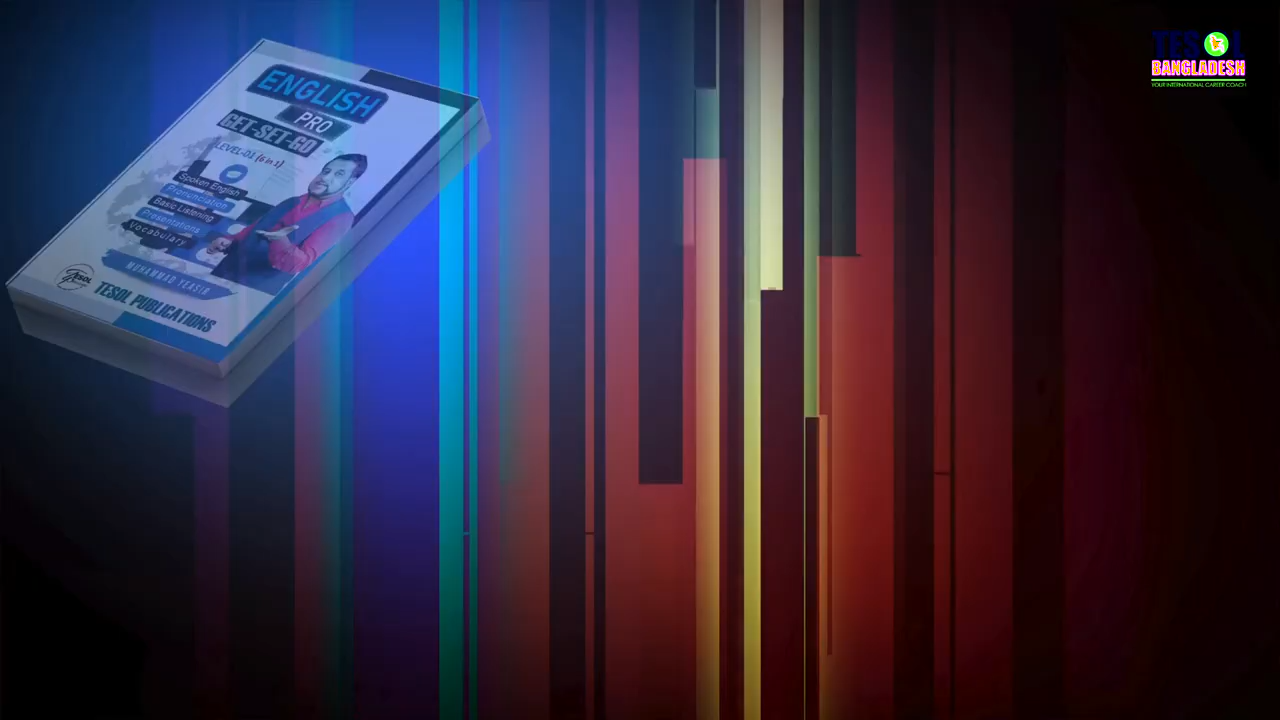 ENGLISH
PRO
GET-SET-GO
LEVEL-01 (6 in 1)
Spoken English
Pronunciation
Basic Listening
Presentations
Vocabulary
MUHAMMAD YEASIR
TESOL
TESOL PUBLICATIONS
TESOL
BANGLADESH
YOUR INTERNATIONAL CAREER COACH